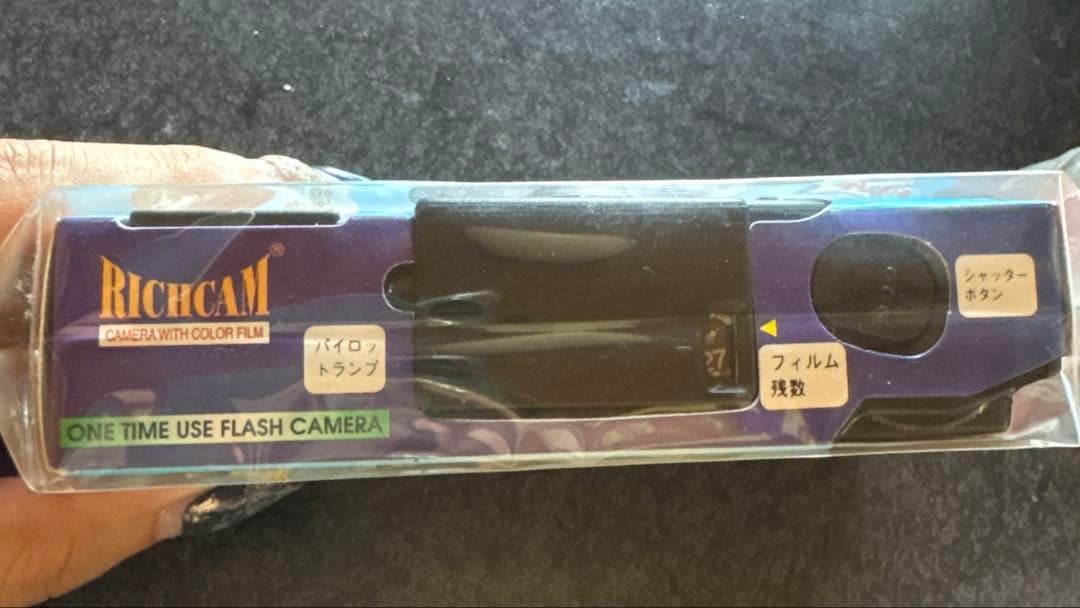 RICHCAM®
CAMERA WITH COLOR FILM
パイロッ
トランプ
ONE TIME USE FLASH CAMERA
27
フィルム
残数
シャッター
ボタン